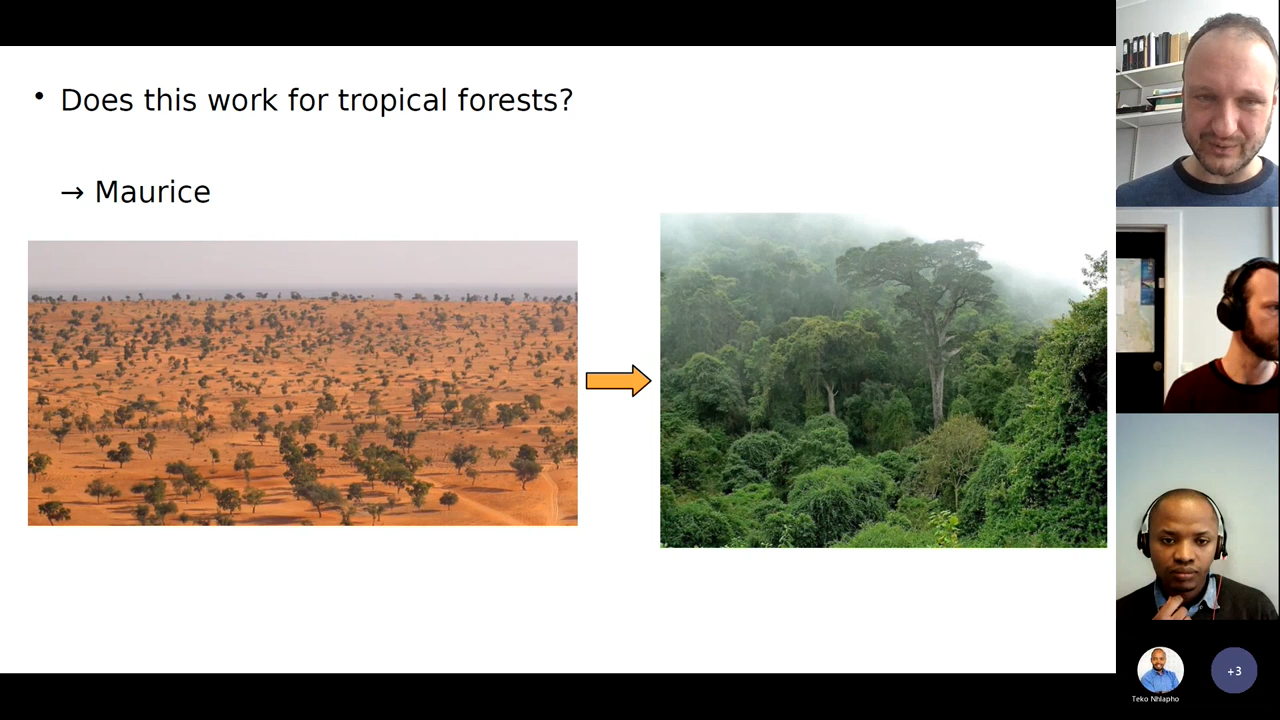 • Does this work for tropical forests?
→ Maurice
Teko Nhlapho
+3